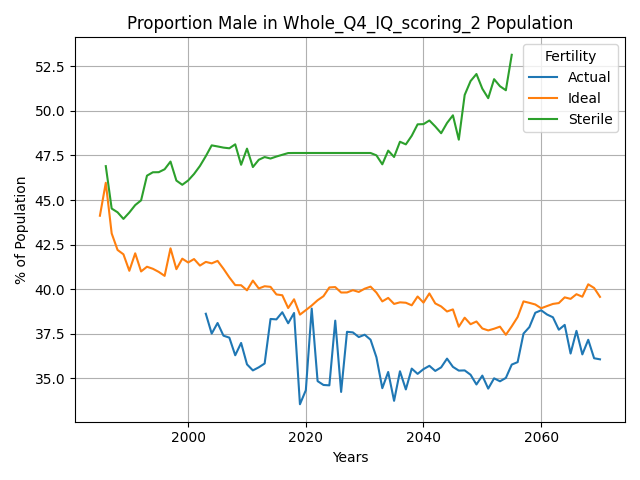 Proportion Male in Whole_Q4_IQ_scoring_2 Population
Fertility
Actual
Ideal
Sterile
% of Population
52.5
50.0
47.5
45.0
42.5
40.0
37.5
35.0
2000
2020
2040
2060
Years